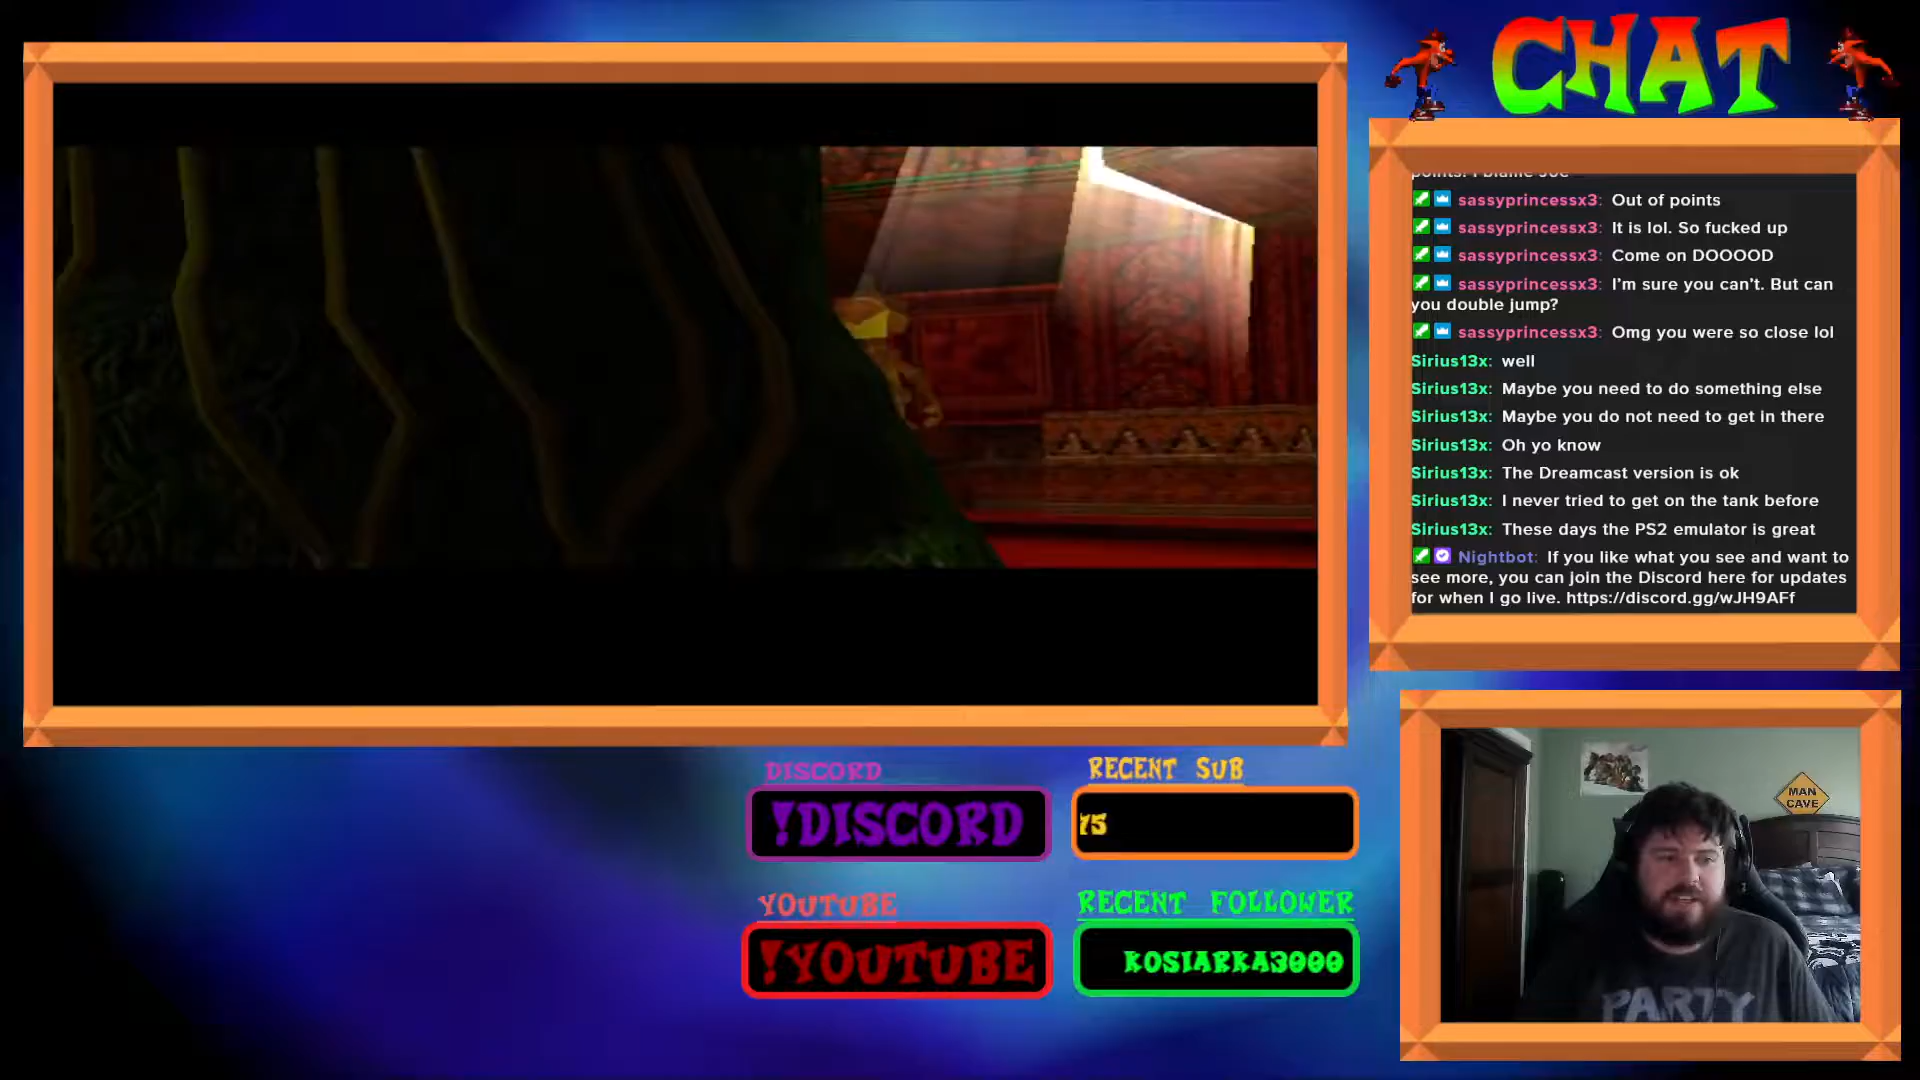 CHAT
sassyprincessx3: Out of points
sassyprincessx3: It is lol. So fucked up
sassyprincessx3: Come on DOOOOD
sassyprincessx3: I'm sure you can't. But can
you double jump?
sassyprincessx3: Omg you were so close lol
Sirius13x: well
Sirius13x: Maybe you need to do something else
Sirius13x: Maybe you do not need to get in there
Sirius13x: Oh yo know
Sirius13x: The Dreamcast version is ok
Sirius13x: I never tried to get on the tank before
Sirius13x: These days the PS2 emulator is great
Nightbot: If you like what you see and want to
see more, you can join the Discord here for updates
for when I go live. https://discord.gg/wJH9AFf
DISCORD
!DISCORD
RECENT SUB
YOUTUBE
!YOUTUBE
RECENT FOLLOWER
KOSIARKA3000
MAN
CAVE
PARTY